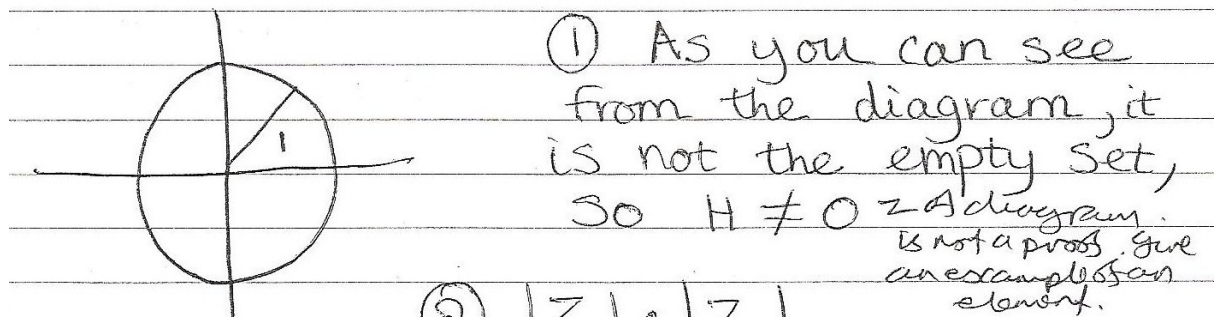 ① As you can see
from the diagram, it
is not the empty set,
1
So H ≠ O A diagram
is not a proof. Give
an example of an
element.
② |Z| |Z|